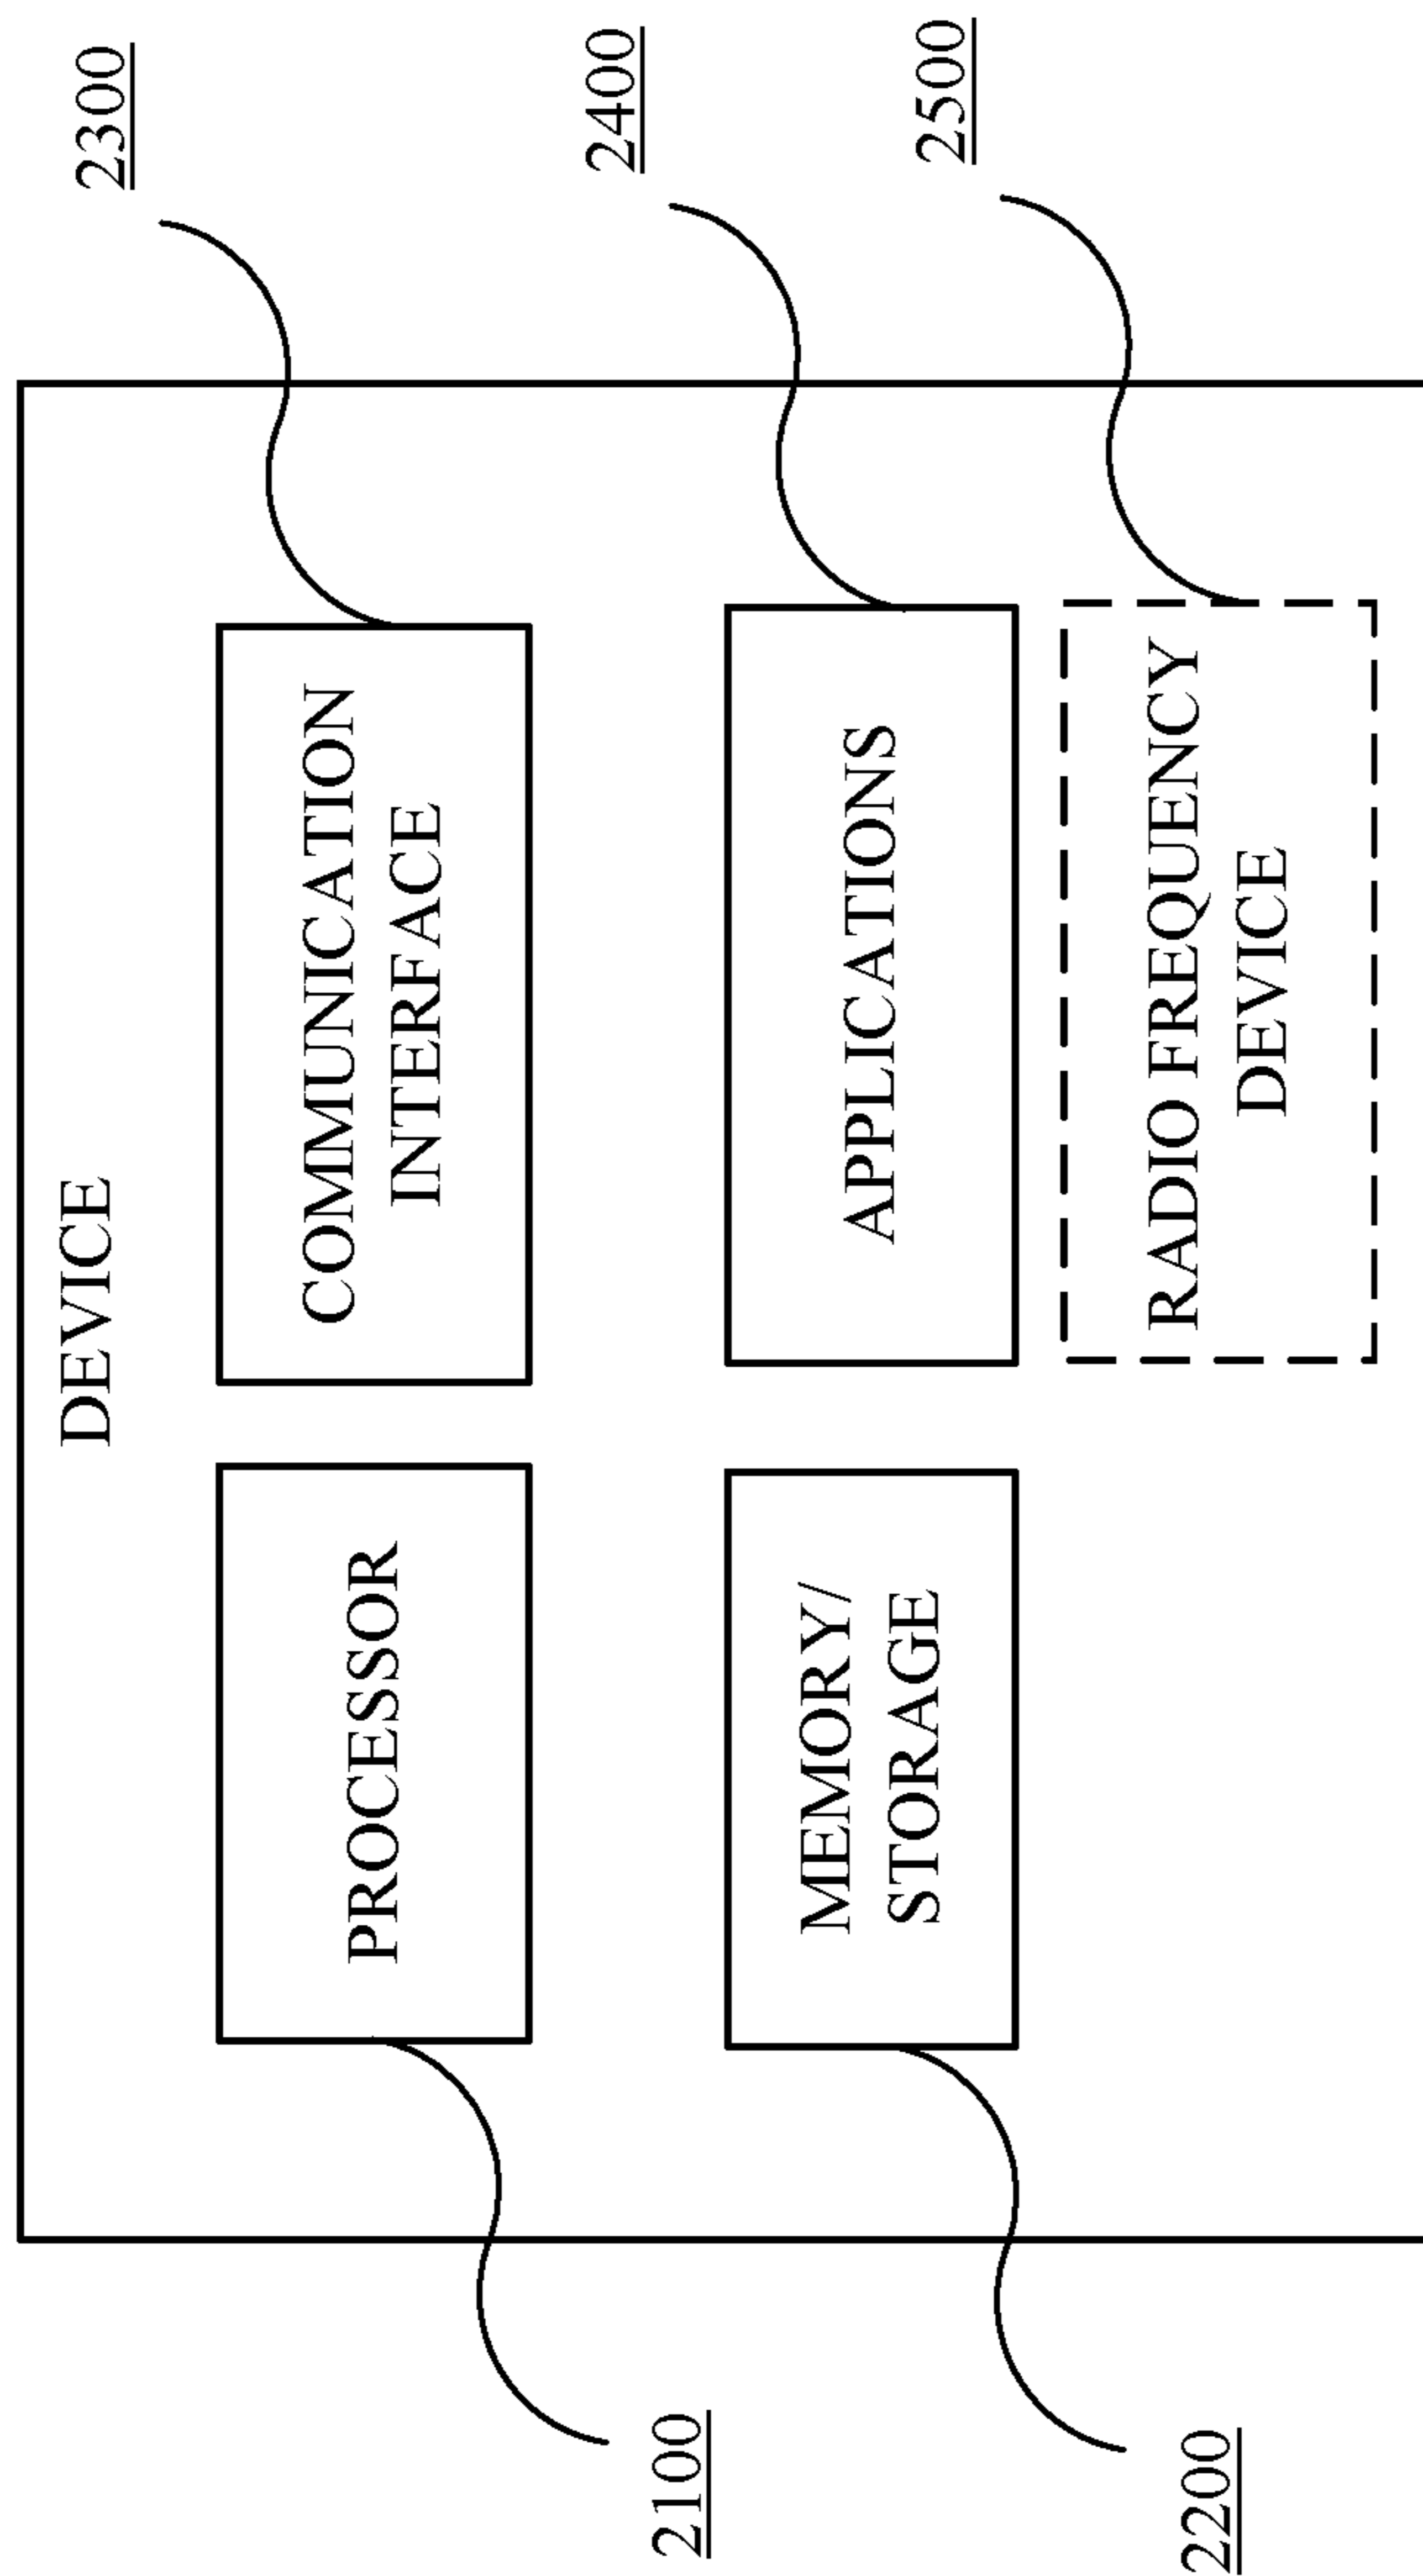 DEVICE
2100
PROCESSOR
COMMUNICATION
INTERFACE
2300
2200
MEMORY/
STORAGE
APPLICATIONS
2400
RADIO FREQUENCY
DEVICE
2500